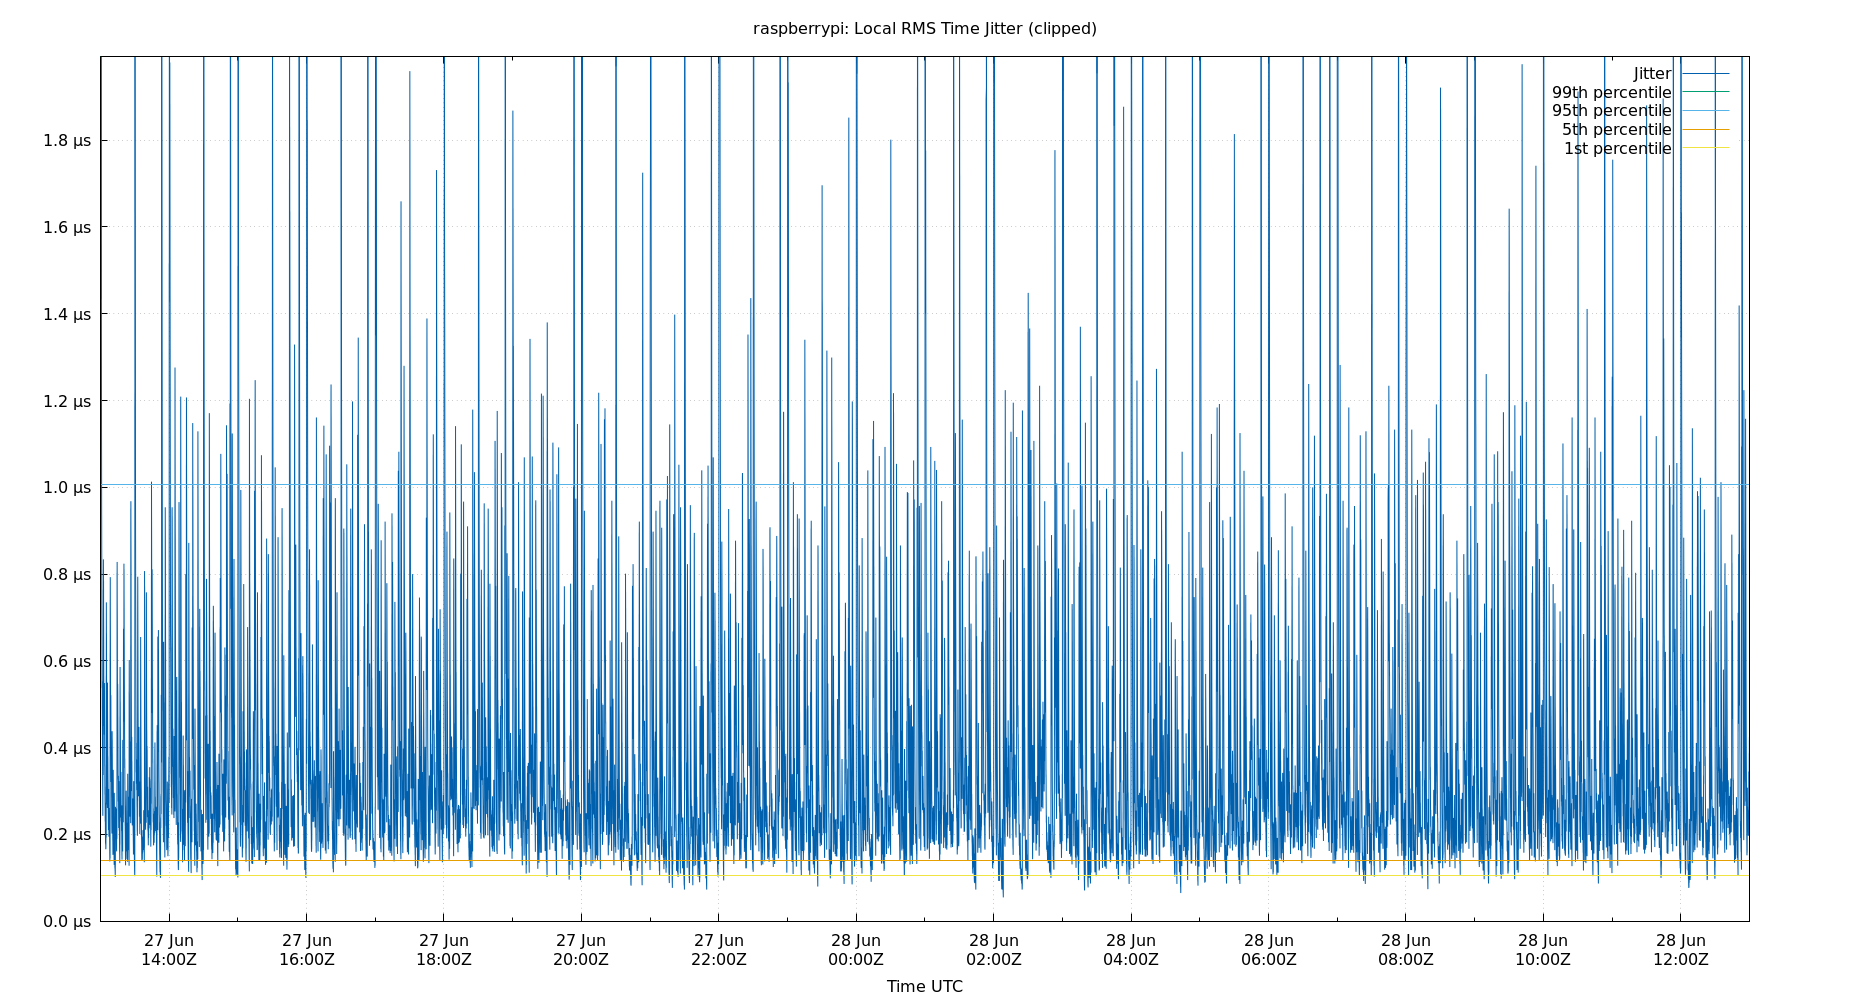 raspberrypi: Local RMS Time Jitter (clipped)
Jitter
99th percentile
95th percentile
5th percentile
1st percentile
1.8 µs
1.6 µs
1.4 µs
1.2 µs
1.0 µs
0.8 µs
0.6 µs
0.4 µs
0.2 µs
0.0 µs
27 Jun 27 Jun 27 Jun 27 Jun 27 Jun 28 Jun 28 Jun 28 Jun 28 Jun 28 Jun 28 Jun 28 Jun
14:00Z 16:00Z 18:00Z 20:00Z 22:00Z 00:00Z 02:00Z 04:00Z 06:00Z 08:00Z 10:00Z 12:00Z
Time UTC